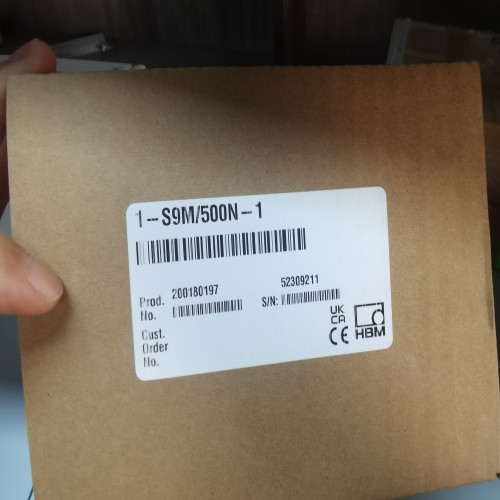 1-S9M/500N-1
Prod. No. 200180197
S/N: 52309211
Cust. Order No.
UK CA
CE HBM